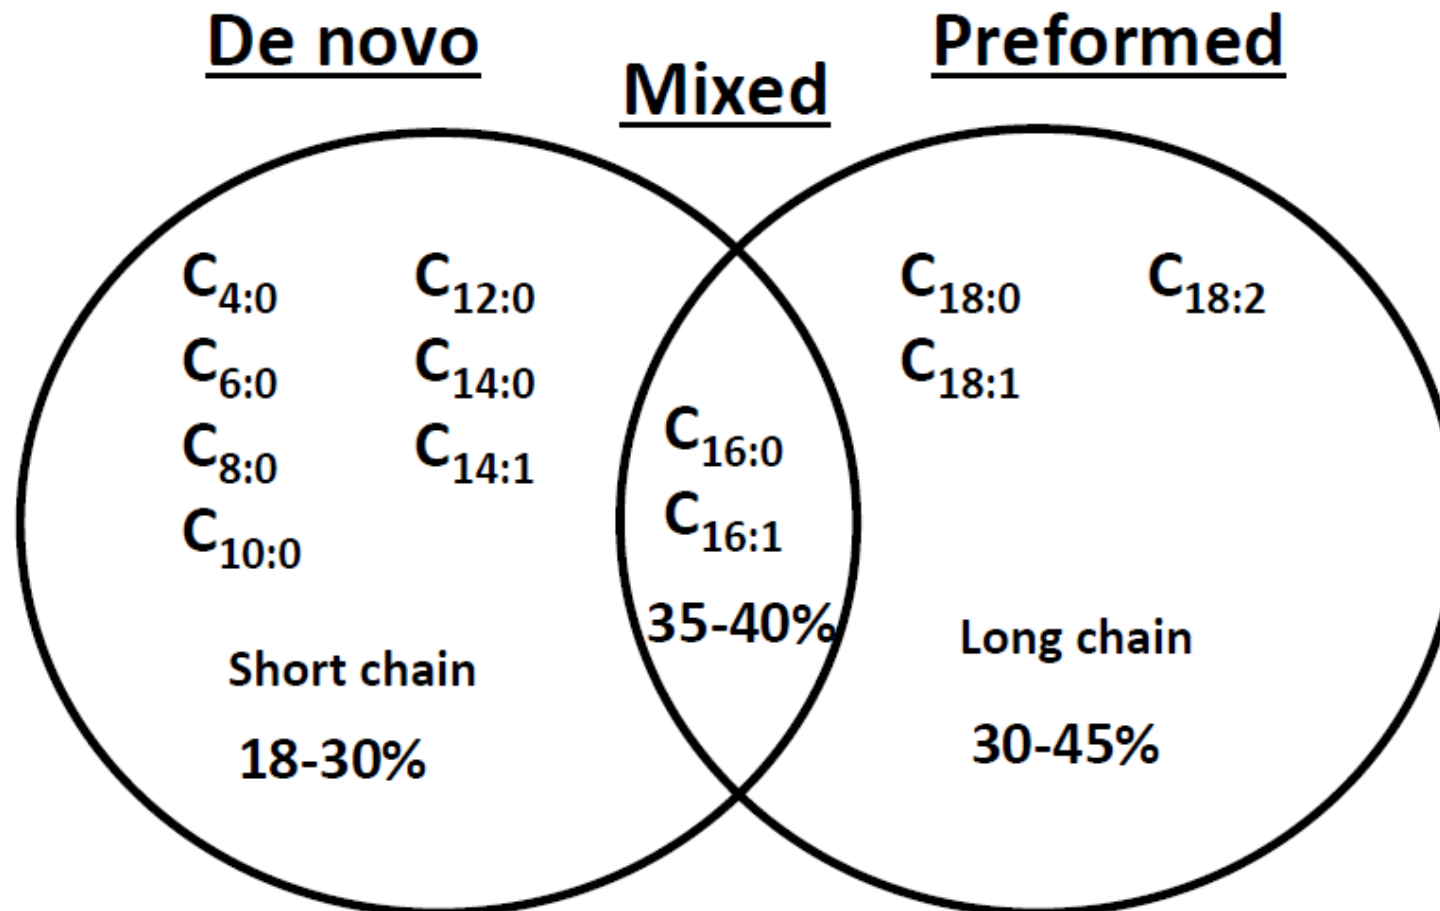 De novo
Mixed
Preformed
C4:0
C12:0
C6:0
C14:0
C8:0
C14:1
C10:0
Short chain
18-30%
C16:0
C16:1
35-40%
C18:0
C18:2
C18:1
Long chain
30-45%